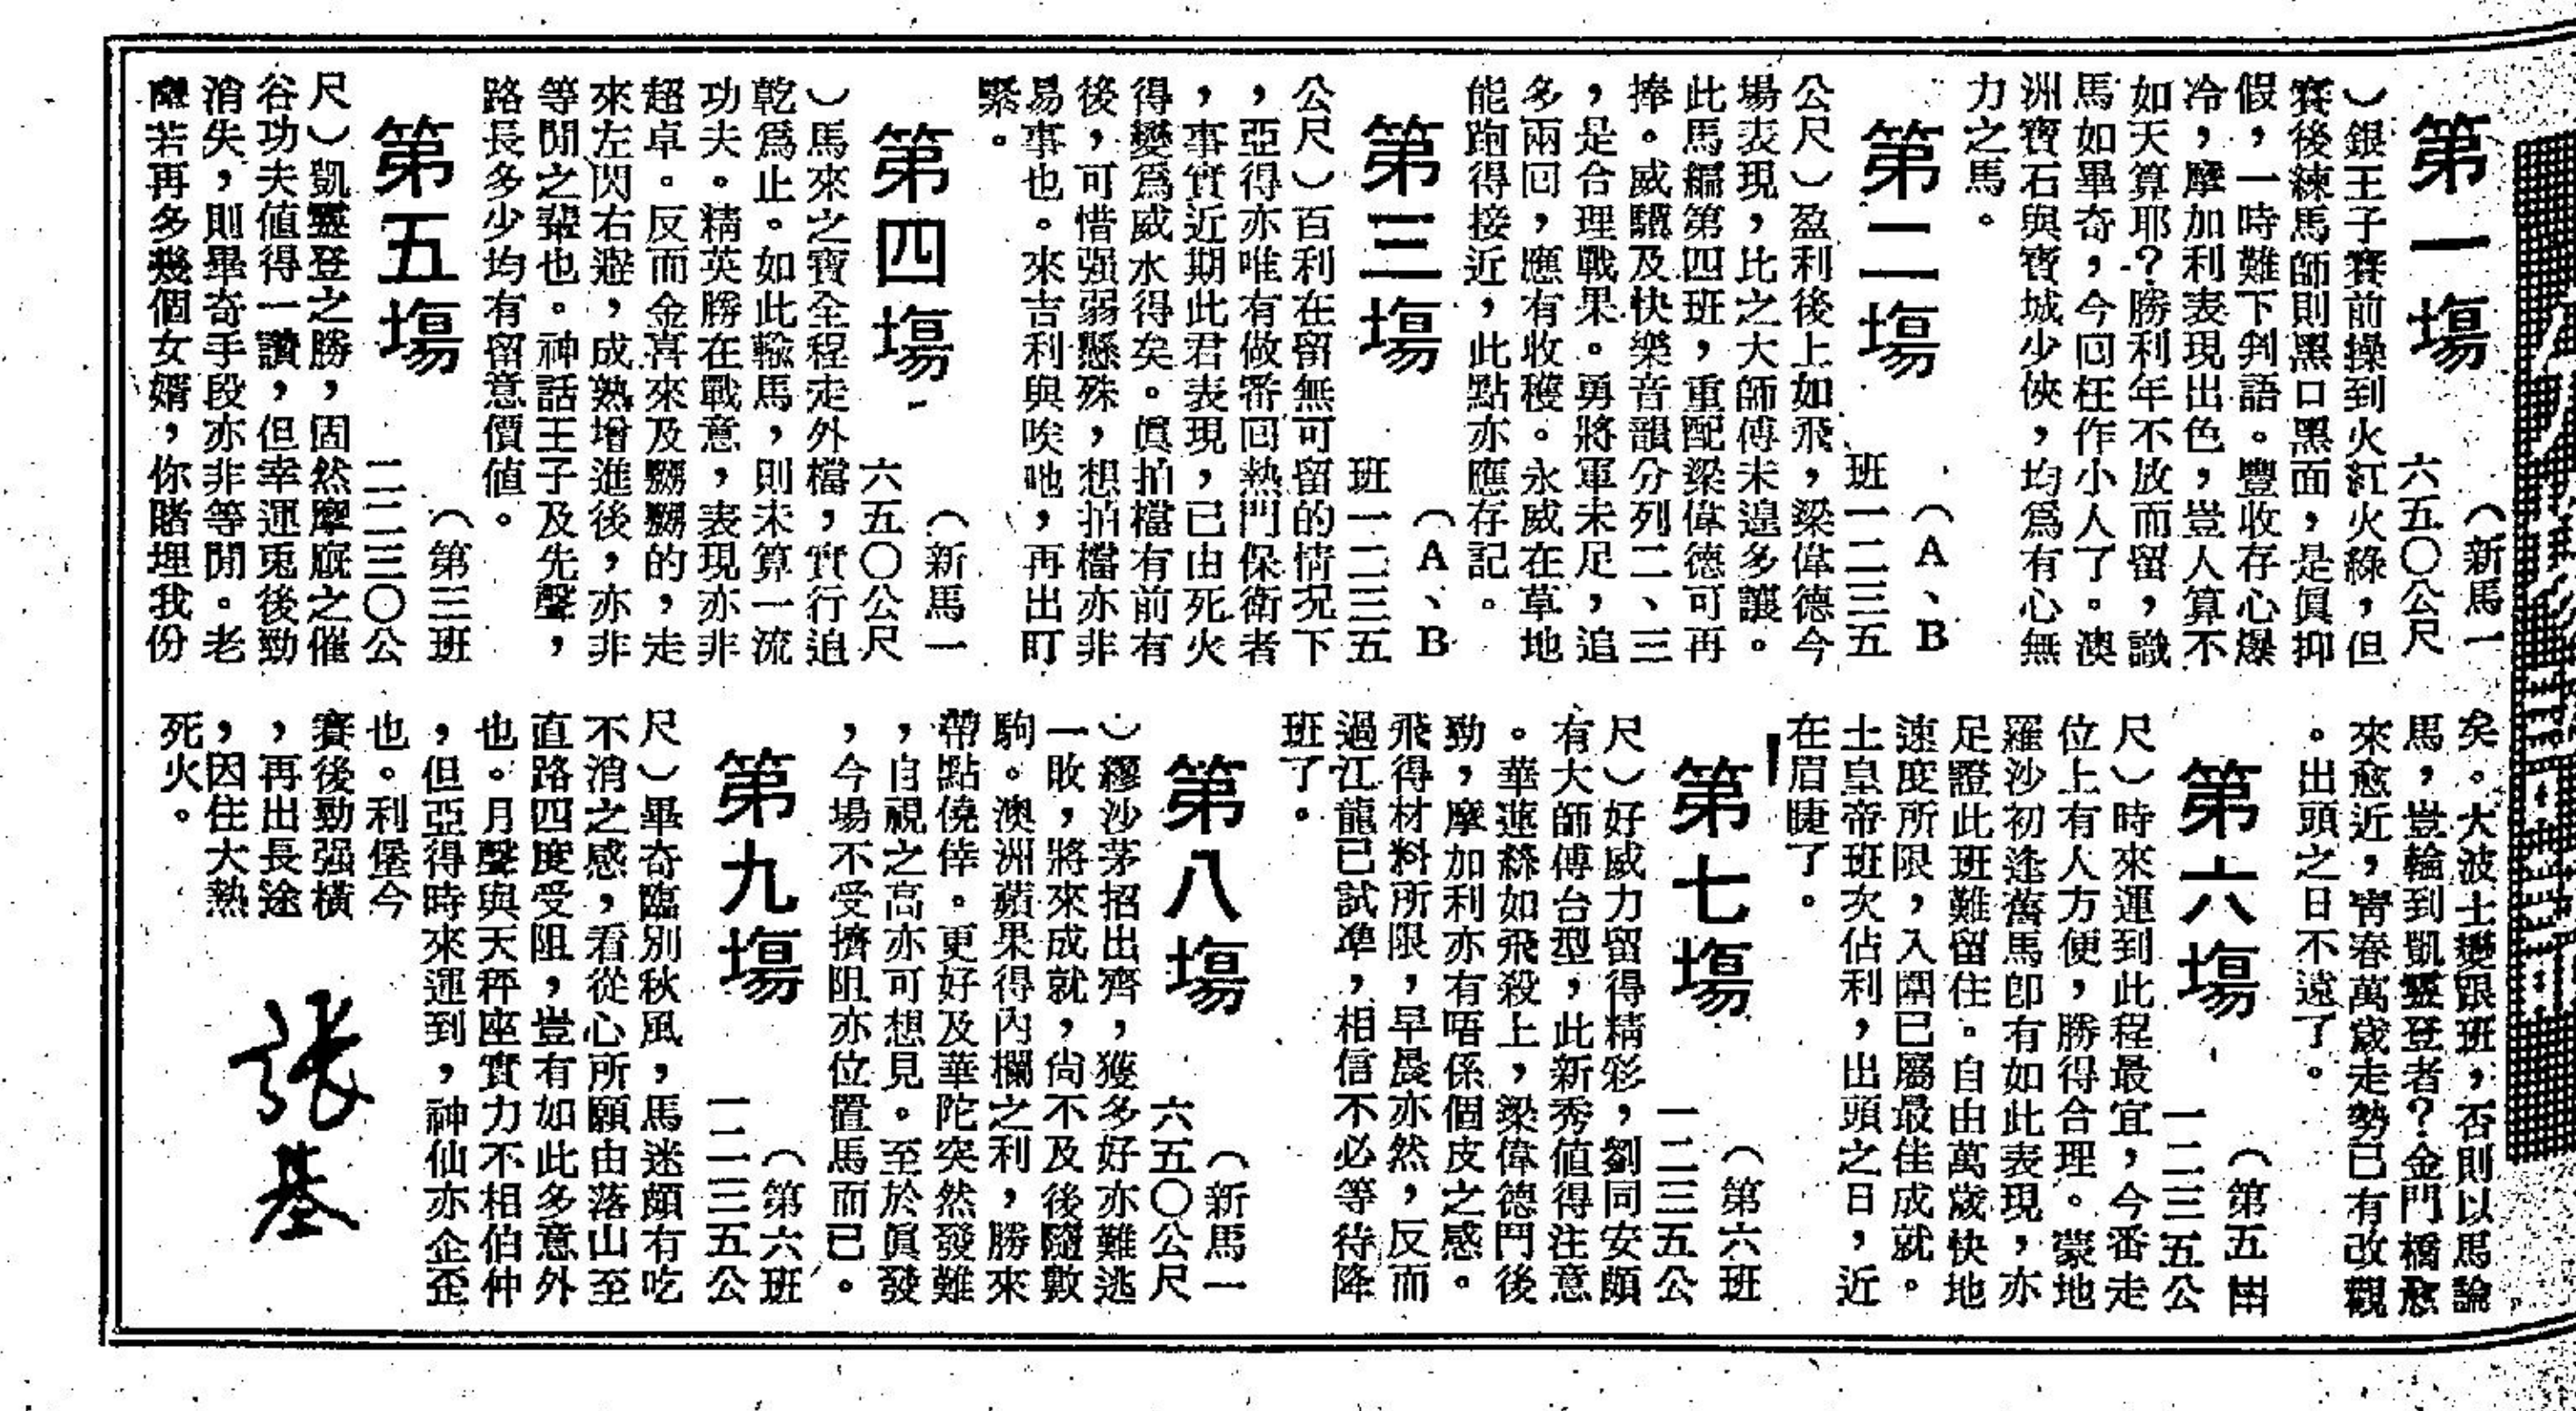 第一場
（新馬一
六五〇公尺
）銀王子賽前操到火紅火綠，但
賽後練馬師則黑口黑面，是眞抑
假，一時難下判語。豐收存心爆
冷，摩加利表現出色，豈人算不
如天算耶？勝利年不放而留，識
馬如畢奇，今回枉作小人了。澳
洲寶石與寶城少俠，均爲有心無
力之馬。
第二場
（A、B
班一二三五
公尺）盈利後上如飛，梁偉德今
場表現，比之大師傅未遑多讓。
此馬編第四班，重配梁偉德可再
捧。威驥及快樂音韻分列二、三
，是合理戰果。勇將軍未足，追
多兩回，應有收穫。永威在草地
能跑得接近，此點亦應存記。
第三場
（A、B
班一二三五
公尺）百利在留無可留的情况下
，亞得亦唯有做番回熱門保衛者
，事實近期此君表現，已由死火
得變爲威水得矣。眞拍檔有前有
後，可惜强弱懸殊，想拍檔亦非
易事也。來吉利與唉吔，再出盯
緊。
第四場
（新馬一
六五〇公尺
）馬來之寶全程走外檔，實行追
乾爲止。如此輸馬，則未算一流
功夫。精英勝在戰意，表現亦非
超卓。反而金喜來及嬲嬲的，走
來左閃右避，成熟增進後，亦非
等閒之輩也。神話王子及先聲，
路長多少均有留意價値。
第五場
（第三班
二二三〇公
尺）凱靈登之勝，固然摩廐之催
谷功夫值得一讚，但幸運兎後勁
消失，則畢奇手段亦非等閒。老
簾若再多幾個女婿，你賭埋我份
矣。大波士變跟班，否則以馬論
馬，豈輪到凱靈登者？金門橋愈
來愈近，靑春萬歲走勢已有改觀
。出頭之日不遠了。
第六場
（第五班
一二三五公
尺）時來運到此程最宜，今番走
位上有人方便，勝得合理。蒙地
羅沙初逢舊馬卽有如此表現，亦
足證此班難留住。自由萬歲快地
速度所限，入圍已屬最佳成就。
土皇帝班次佔利，出頭之日，近
在眉睫了。
第七場
（第六班
一二三五公
尺）好威力留得精彩，劉同安頗
有大師傅台型，此新秀值得注意
。華蓮絲如飛殺上，梁偉德鬥後
勁，摩加利亦有唔係個皮之感。
飛得材料所限，早晨亦然，反而
過江龍已試準，相信不必等待降
班了。
第八場
（新馬一
六五〇公尺
）繆沙茅招出齊，獲多好亦難逃
一敗，將來成就，尙不及後隨數
駒。澳洲蘋果得內欄之利，勝來
帶點僥倖。更好及華陀突然發難
，自視之高亦可想見。至於眞發
，今場不受擠阻亦位置馬而已。
第九場
（第六班
一二三五公
尺）畢奇臨別秋風，馬迷頗有吃
不消之感，看從心所願由落山至
直路四度受阻，豈有如此多意外
也。月聲與天秤座實力不相伯仲
，但亞得時來運到，神仙亦企歪
也。利堡今
賽後勁强橫
，再出長途
，因住大熱
死火。
張基